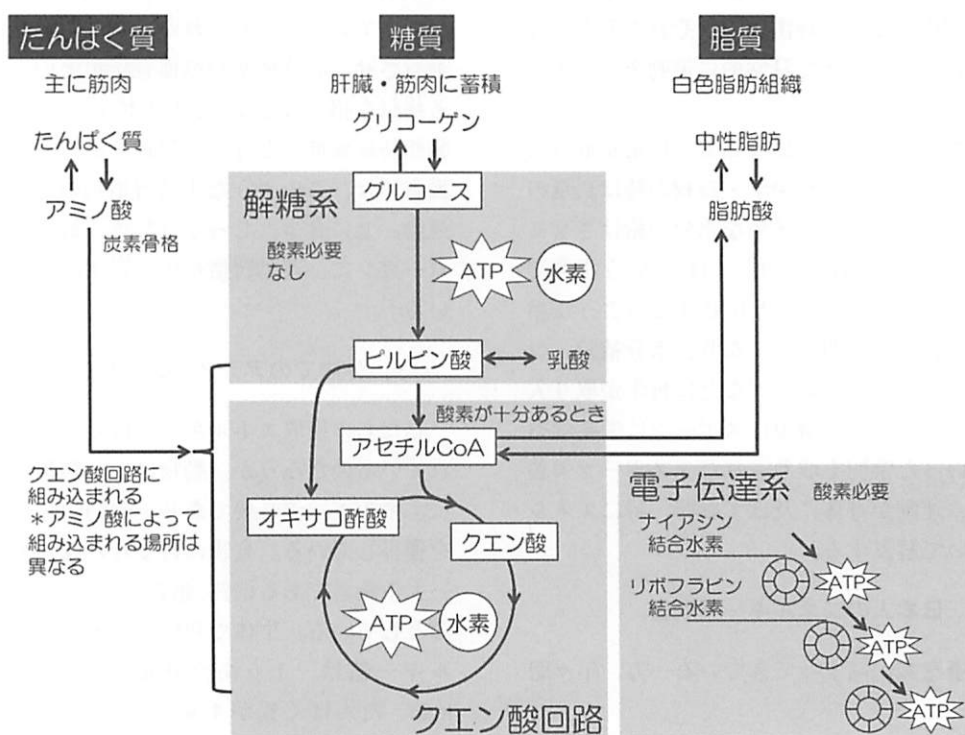 たんぱく質
主に筋肉
たんぱく質
アミノ酸
炭素骨格
糖質
肝臓・筋肉に蓄積
グリコーゲン
脂質
白色脂肪組織
中性脂肪
脂肪酸
解糖系
グルコース
酸素必要
なし
ATP
水素
ピルビン酸
乳酸
酸素が十分あるとき
アセチルCoA
クエン酸回路に
組み込まれる
＊アミノ酸によって
組み込まれる場所は
異なる
オキサロ酢酸
クエン酸
ATP
水素
クエン酸回路
電子伝達系
酸素必要
ナイアシン
結合水素
ATP
リボフラビン
結合水素
ATP
ATP